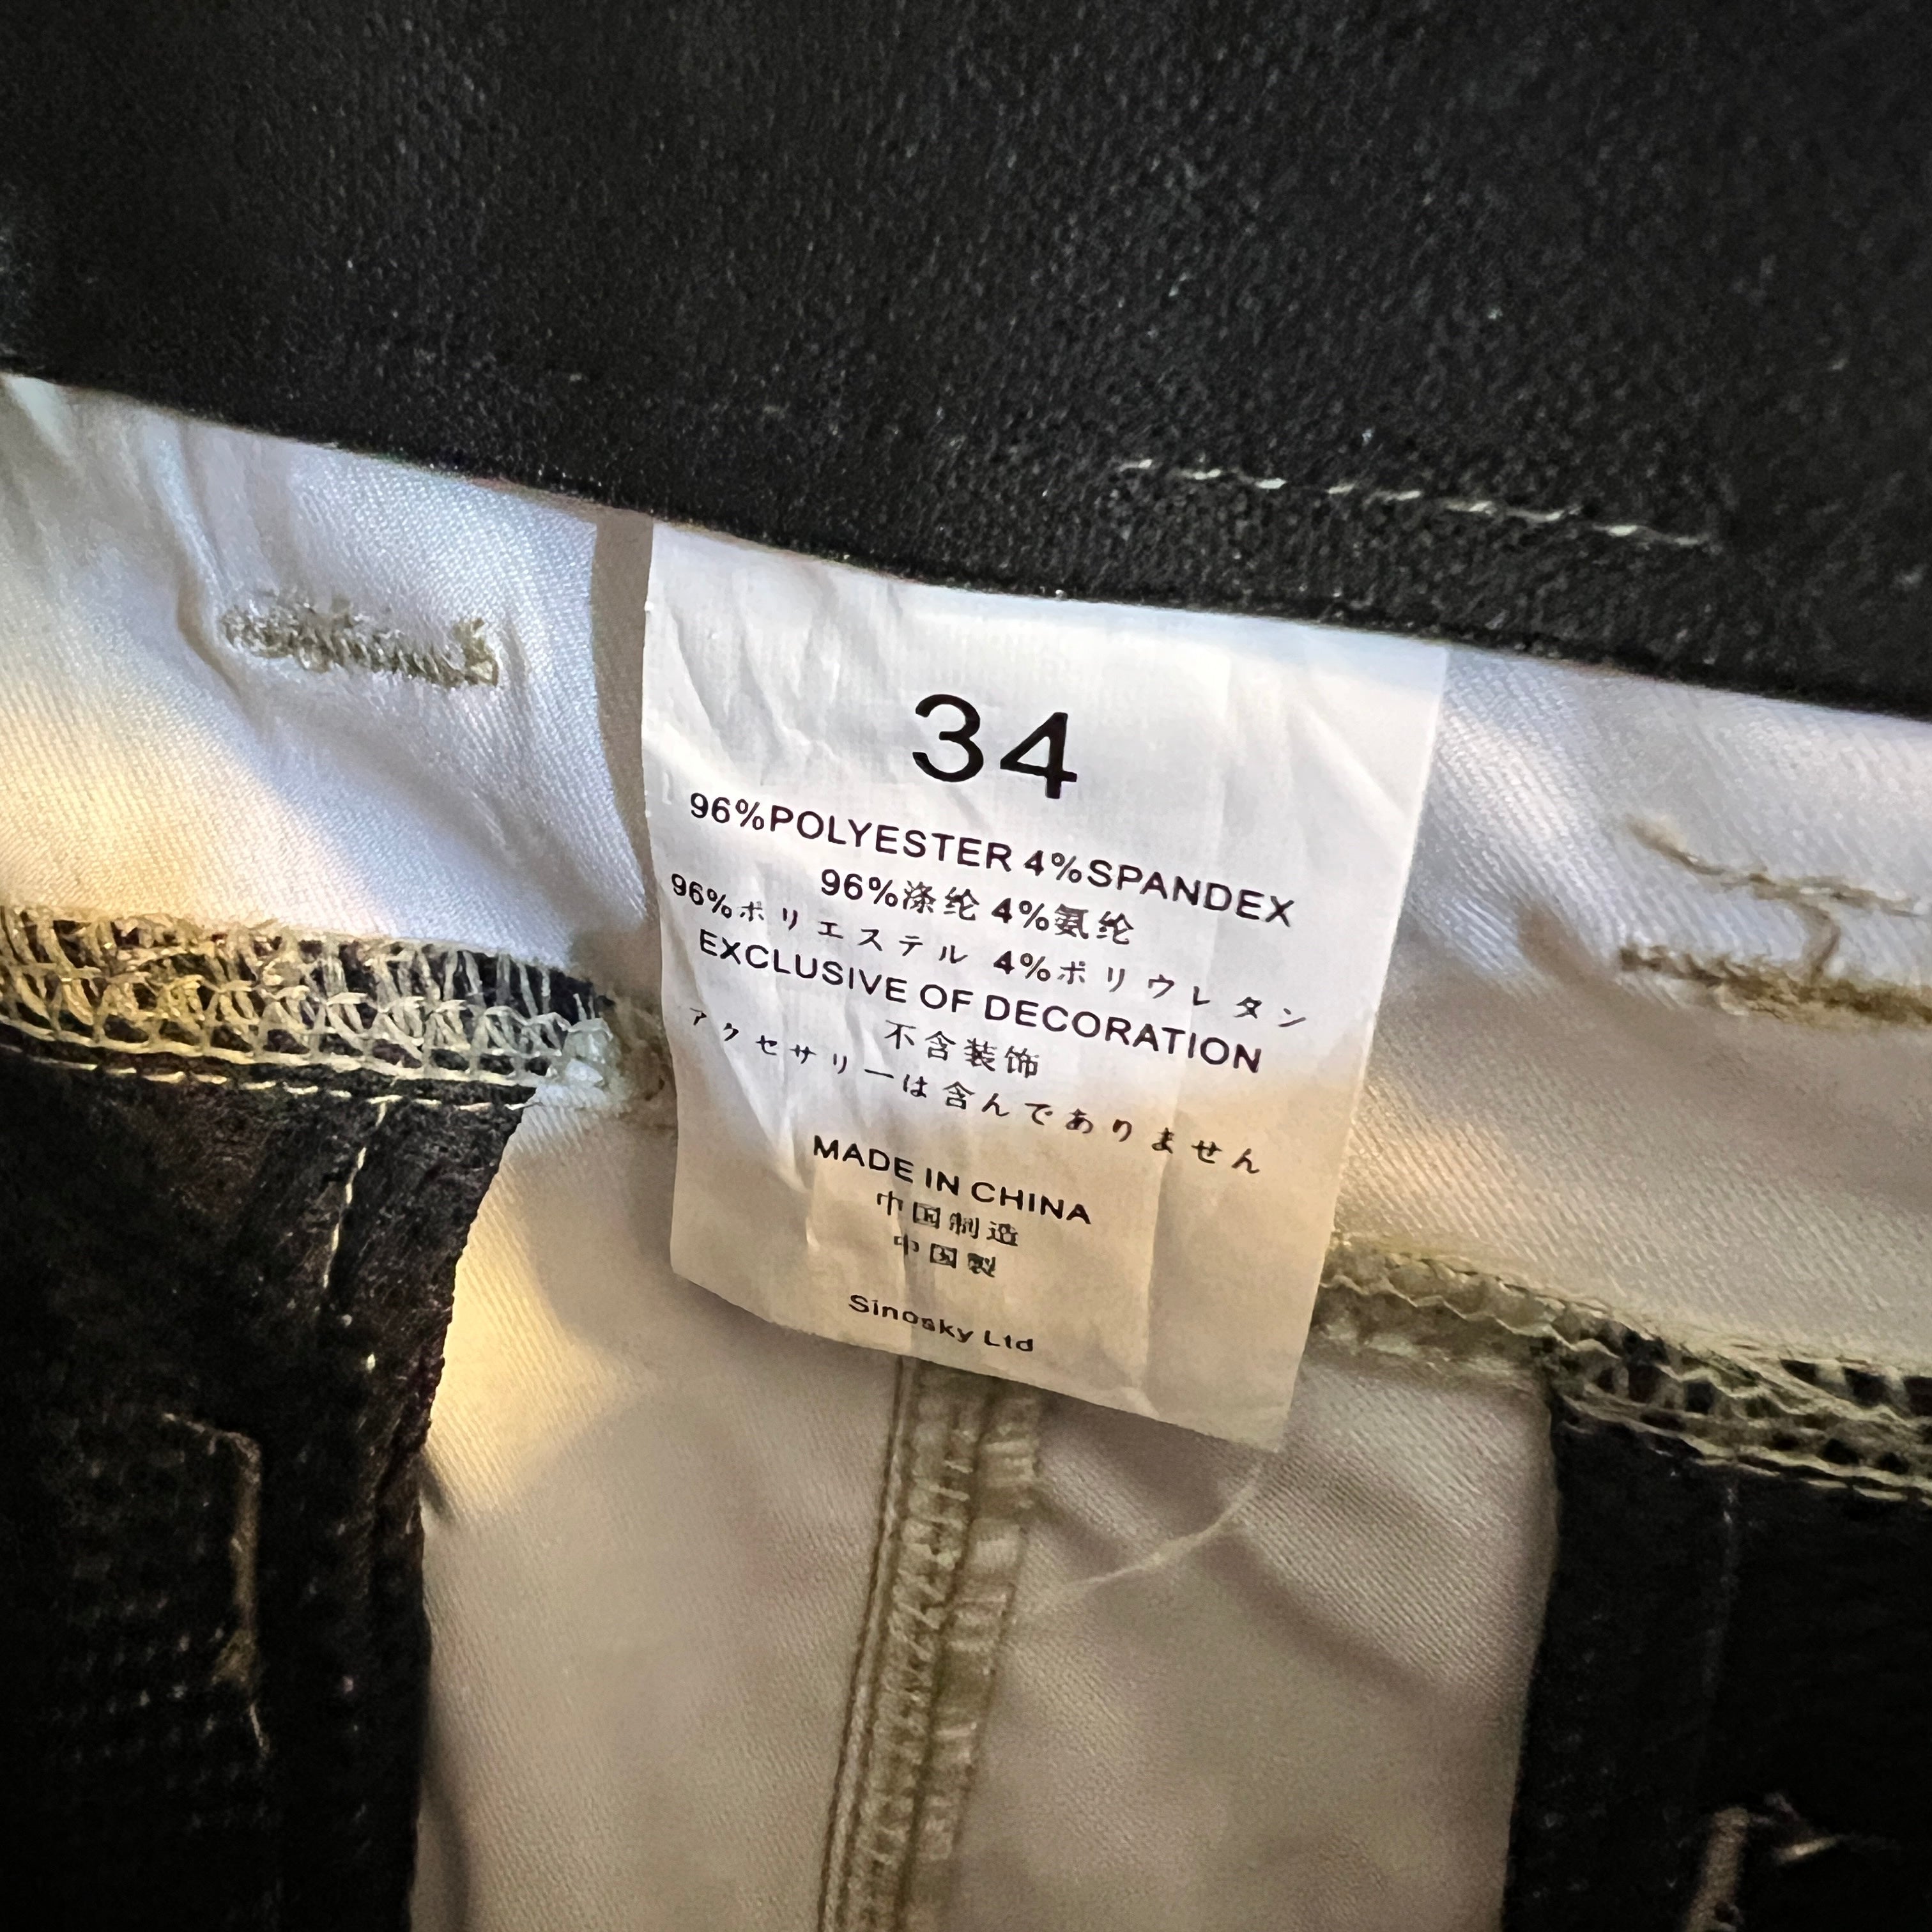 34
96%POLYESTER 4%SPANDEX
96%涤纶 4%氨纶
96%ポリエステル 4%ポリウレタン
EXCLUSIVE OF DECORATION
不含装饰
アクセサリーは含んでありません
MADE IN CHINA
中国制造
中国製
Sinosky Ltd